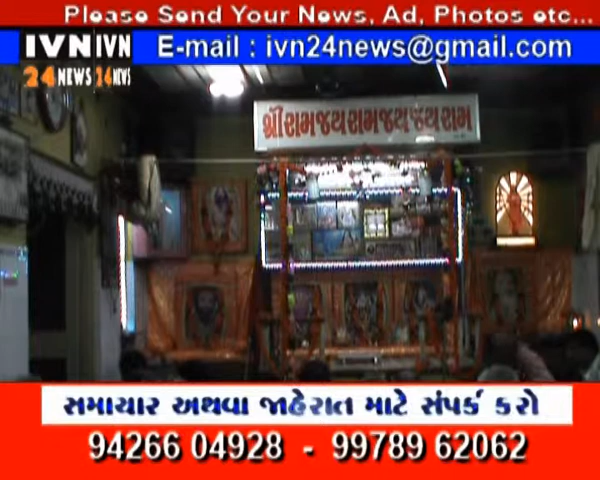 Please Send Your News, Ad, Photos etc...
IVN IVN E-mail : ivn24news@gmail.com
24 NEWS 24 NEWS
શ્રીરામજયરામજયજયરામ
સમાચાર અથવા જાહેરાત માટે સંપર્ક કરો
94266 04928 - 99789 62062